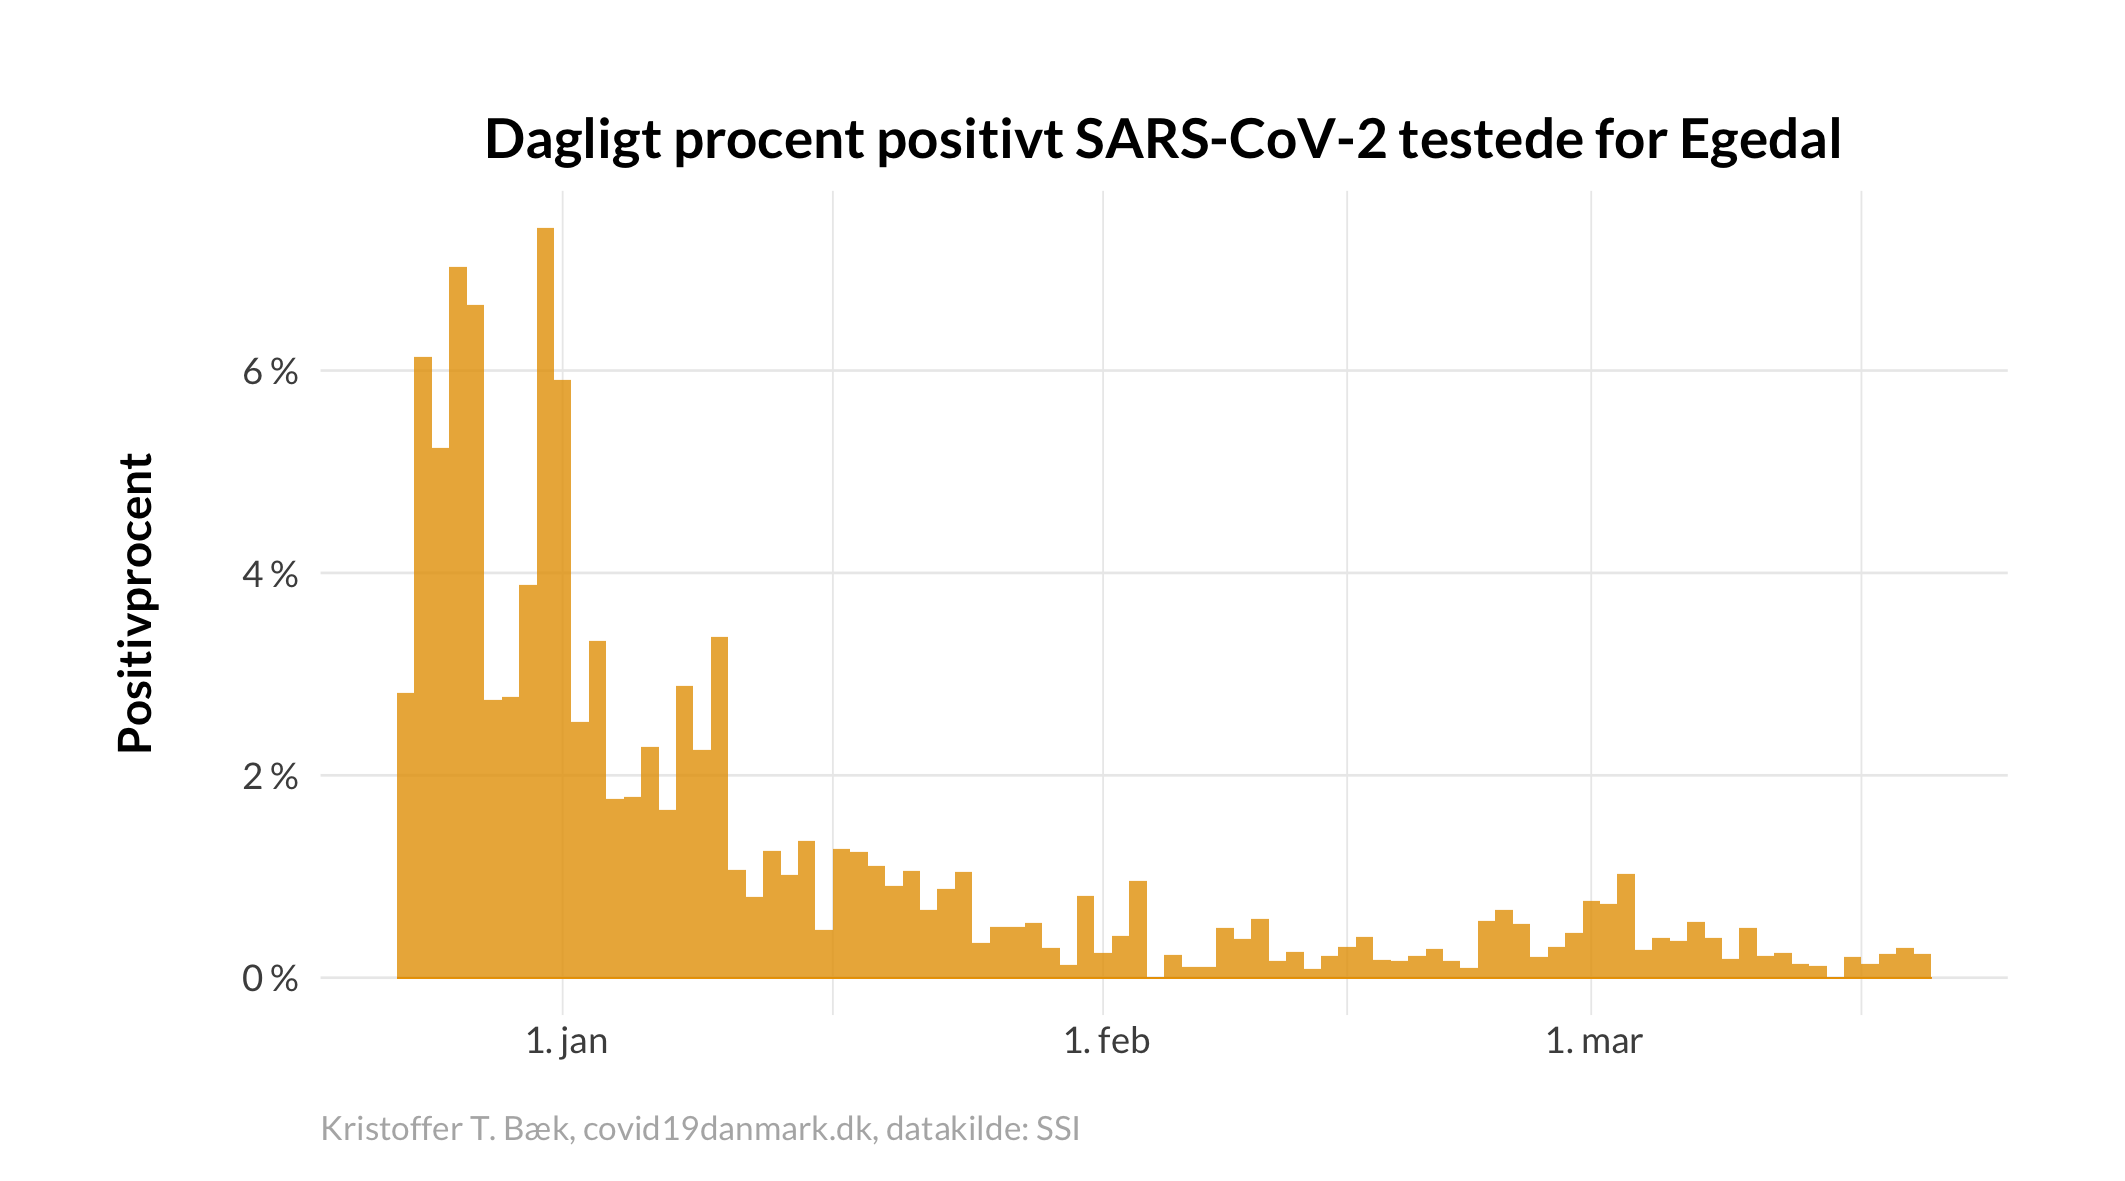 Dagligt procent positivt SARS-CoV-2 testede for Egedal
Positivprocent
6 %
4 %
2 %
0 %
1. jan
1. feb
1. mar
Kristoffer T. Bæk, covid19danmark.dk, datakilde: SSI